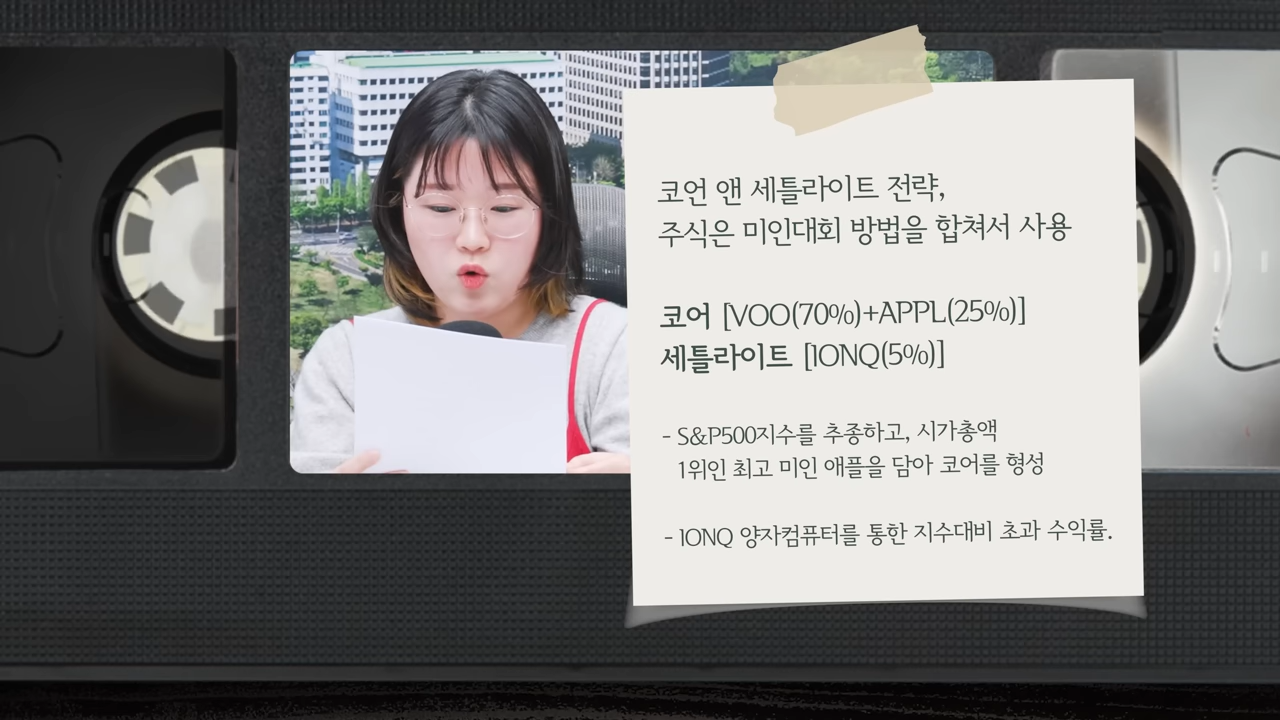 코언 앤 세틀라이트 전략,
주식은 미인대회 방법을 합쳐서 사용
코어 [VOO(70%)+APPL(25%)]
세틀라이트 [IONQ(5%)]
- S&P500지수를 추종하고, 시가총액
1위인 최고 미인 애플을 담아 코어를 형성
- IONQ 양자컴퓨터를 통한 지수대비 초과 수익률.